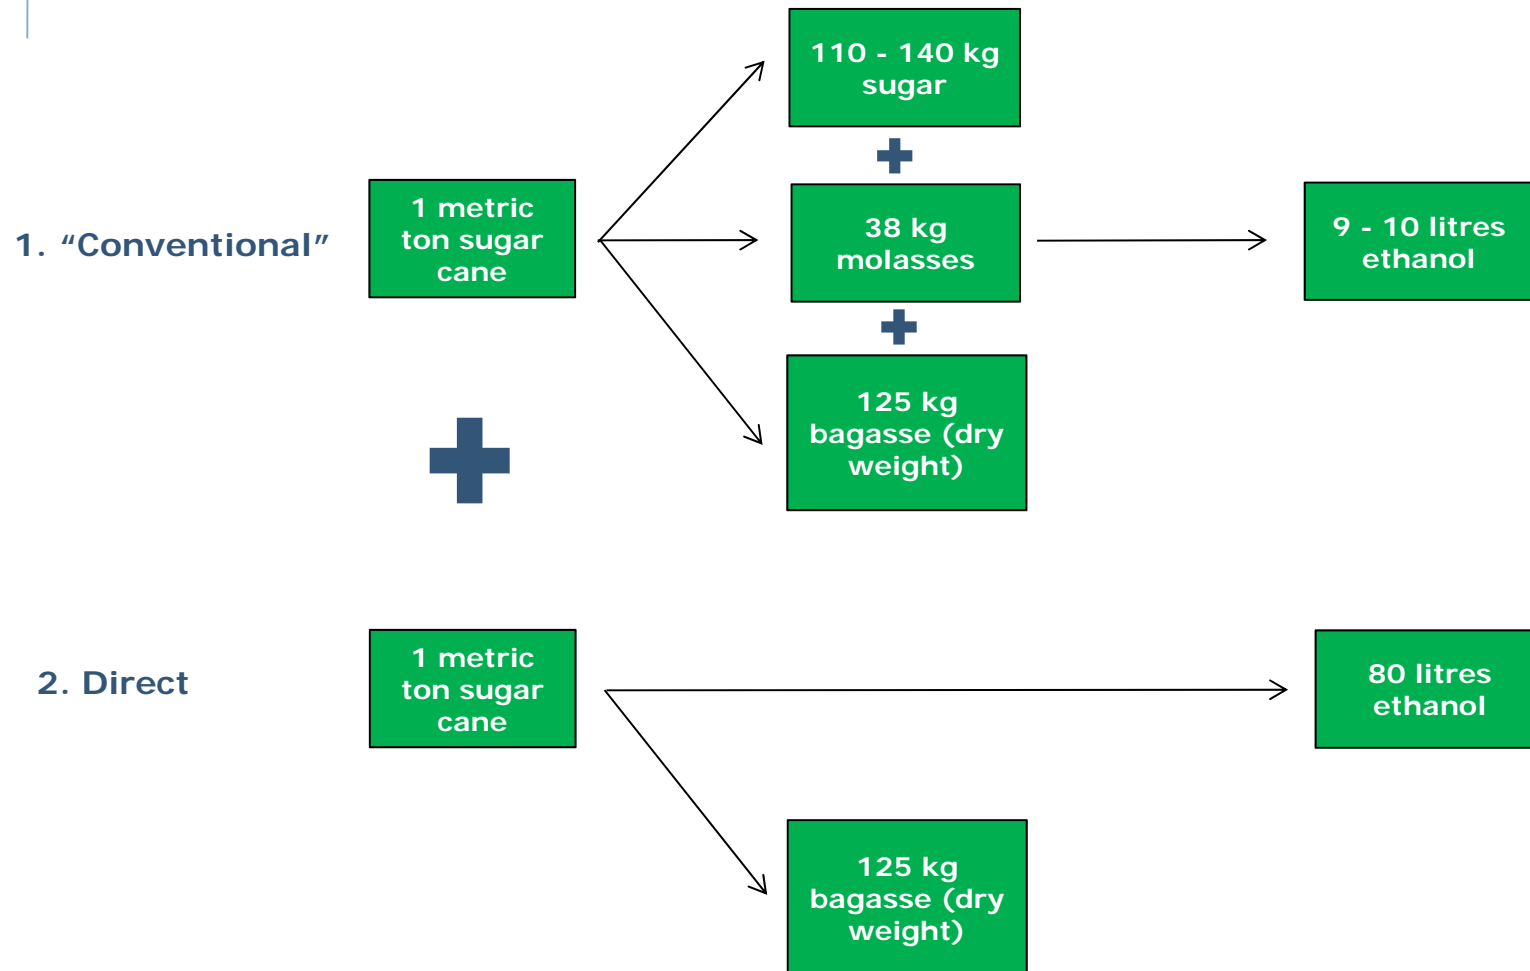 110 - 140 kg
sugar
1. “Conventional”
1 metric
ton sugar
cane
38 kg
molasses
9 - 10 litres
ethanol
125 kg
bagasse (dry
weight)
2. Direct
1 metric
ton sugar
cane
80 litres
ethanol
125 kg
bagasse (dry
weight)